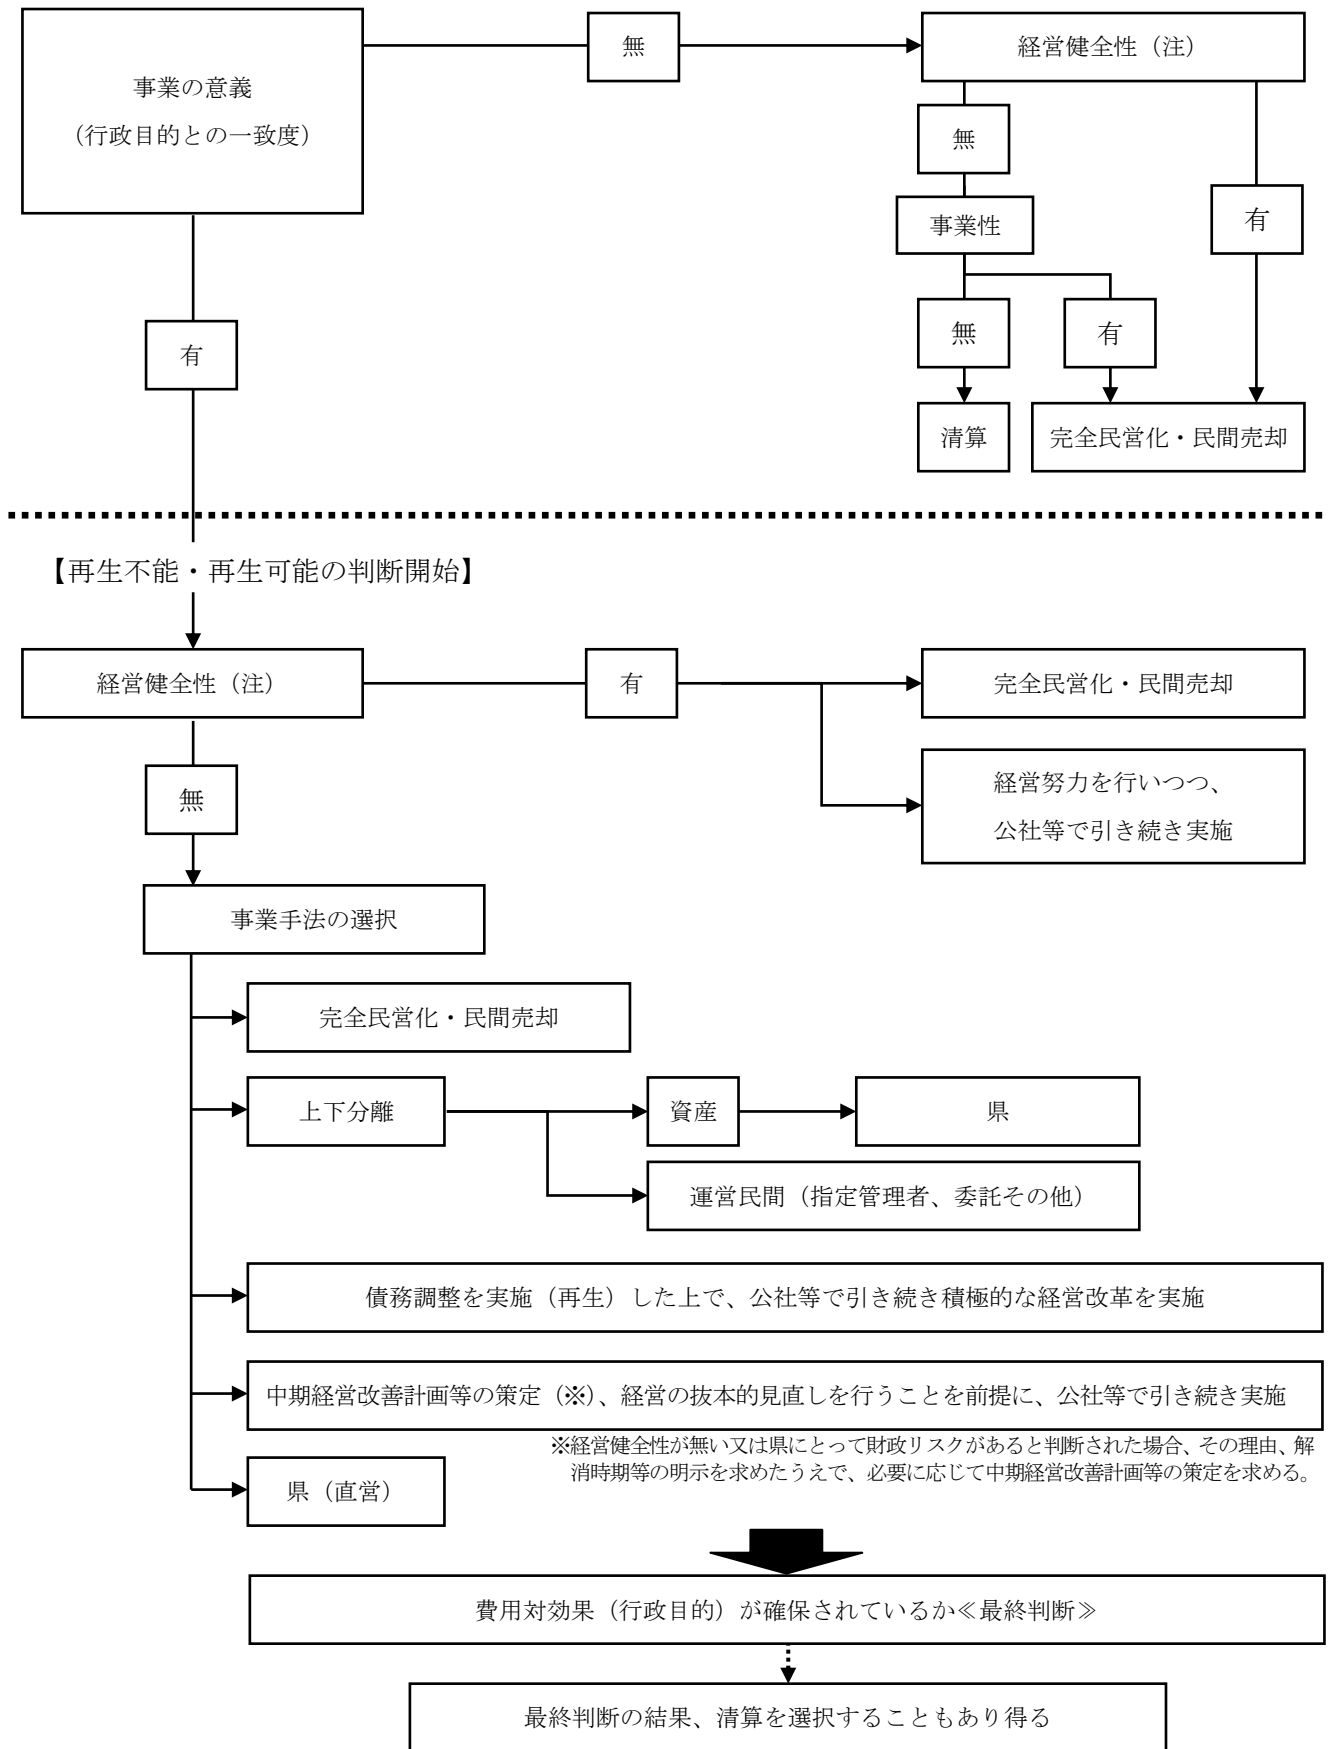 事業の意義
（行政目的との一致度）
無
経営健全性（注）
無
有
事業性
無
有
清算
完全民営化・民間売却
有
【再生不能・再生可能の判断開始】
経営健全性（注）
有
完全民営化・民間売却
経営努力を行いつつ、
公社等で引き続き実施
無
事業手法の選択
完全民営化・民間売却
上下分離
資産
県
運営民間（指定管理者、委託その他）
債務調整を実施（再生）した上で、公社等で引き続き積極的な経営改革を実施
中期経営改善計画等の策定（※）、経営の抜本的見直しを行うことを前提に、公社等で引き続き実施
※経営健全性が無い又は県にとって財政リスクがあると判断された場合、その理由、解
消時期等の明示を求めたうえで、必要に応じて中期経営改善計画等の策定を求める。
県（直営）
費用対効果（行政目的）が確保されているか≪最終判断≫
最終判断の結果、清算を選択することもあり得る